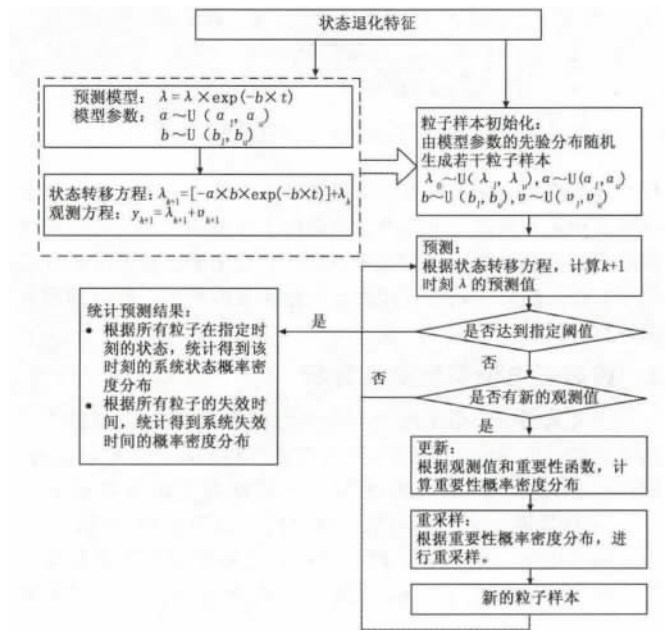 状态退化特征
预测模型: λ=λ×exp(-b×t)
模型参数: α~U(α_l, α_u)
b~U(b_l, b_u)
状态转移方程: λ_{k+1}=[-α×b×exp(-b×t)]+λ_k
观测方程: y_{k+1}=λ_{k+1}+v_{k+1}
粒子样本初始化:
由模型参数的先验分布随机
生成若干粒子样本
λ_0~U(λ_l, λ_u), α~U(α_l, α_u)
b~U(b_l, b_u), v~U(v_l, v_u)
预测:
根据状态转移方程，计算k+1
时刻λ的预测值
是否达到指定阈值
是
否
统计预测结果:
• 根据所有粒子在指定时
刻的状态，统计得到该
时刻的系统状态概率密
度分布
• 根据所有粒子的失效时
间，统计得到系统失效
时间的概率密度分布
是否有新的观测值
否
是
更新:
根据观测值和重要性函数，计
算重要性概率密度分布
重采样:
根据重要性概率密度分布，进
行重采样。
新的粒子样本